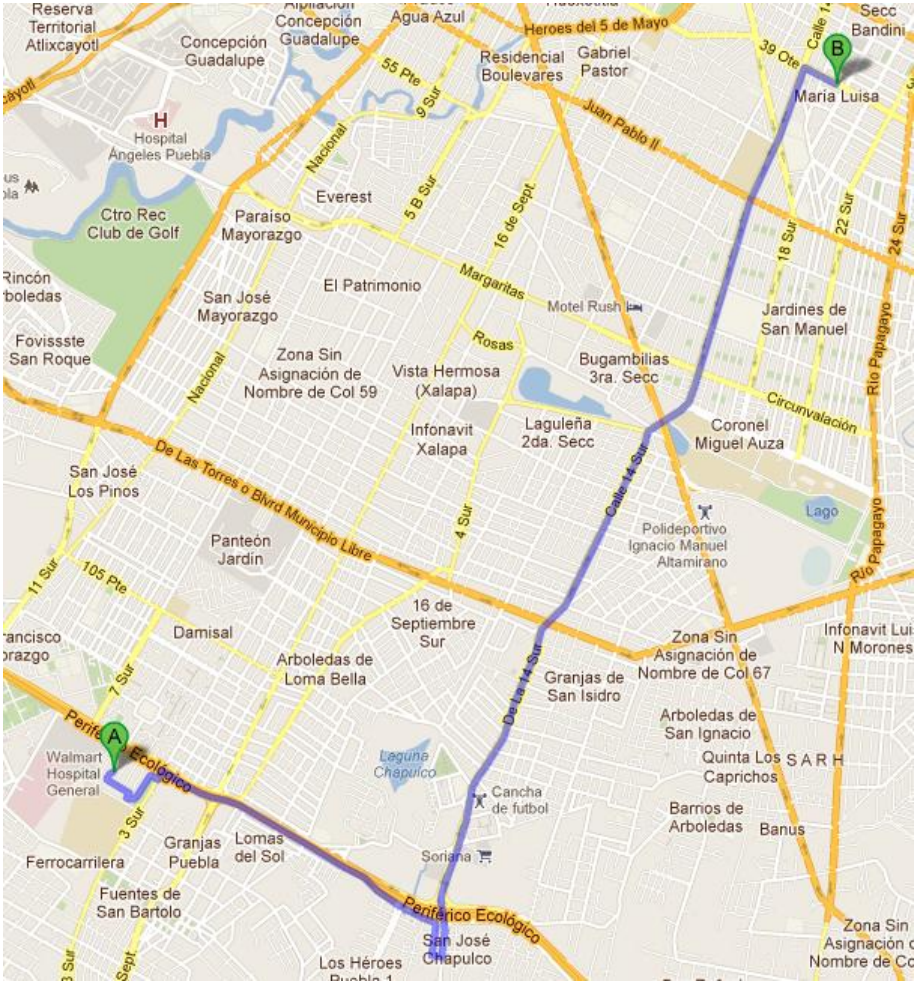 Reserva
Territorial
Atlixcayotl
Concepción
Guadalupe
Concepción
Guadalupe
Agua Azul
Heroes del 5 de Mayo
Calle 14
Secc
Bandini
Residencial
Boulevares
Gabriel
Pastor
39 Ote
B
Maria Luisa
55 Pte
9 Sur
Juan Pablo II
H
Hospital
Ángeles Puebla
Nacional
Everest
5 B Sur
16 de Sept.
Ctro Rec
Club de Golf
Paraiso
Mayorazgo
18 Sur
22 Sur
24 Sur
Rincón
El Patrimonio
Margaritas
San José
Mayorazgo
Motel Rush
Jardines de
San Manuel
Fovissste
San Roque
Rosas
Zona Sin
Asignación de
Nombre de Col 59
Vista Hermosa
(Xalapa)
Bugambilias
3ra. Secc
Río Papagayo
Nacional
Circunvalación
Infonavit
Xalapa
Laguleña
2da. Secc
Coronel
Miguel Auza
De Las Torres o Blvrd Municipio Libre
San José
Los Pinos
Calle 14 Sur
4 Sur
Lago
Polideportivo
Ignacio Manuel
Altamirano
Panteón
Jardín
Río Papagayo
11 Sur
105 Pte
16 de
Septiembre
Sur
Damisal
Zona Sin
Asignación de
Nombre de Col 67
Infonavit Lui
N Morones
Arboledas de
Loma Bella
De La 14 Sur
Granjas de
San Isidro
7 Sur
Arboledas de
San Ignacio
Periférico Ecológico
A
Walmart
Hospital
General
Laguna
Chapulco
Quinta Los
Caprichos
S A R H
Cancha
de futbol
3 Sur
Barrios de
Arboledas
Banus
Granjas
Puebla
Lomas
del Sol
Ferrocarrilera
Soriana
Fuentes de
San Bartolo
Periférico Ecológico
San José
Chapulco
Zona Sin
Asignación
Nombre de Co
Los Héroes
Puebla 1
Sur
Sept